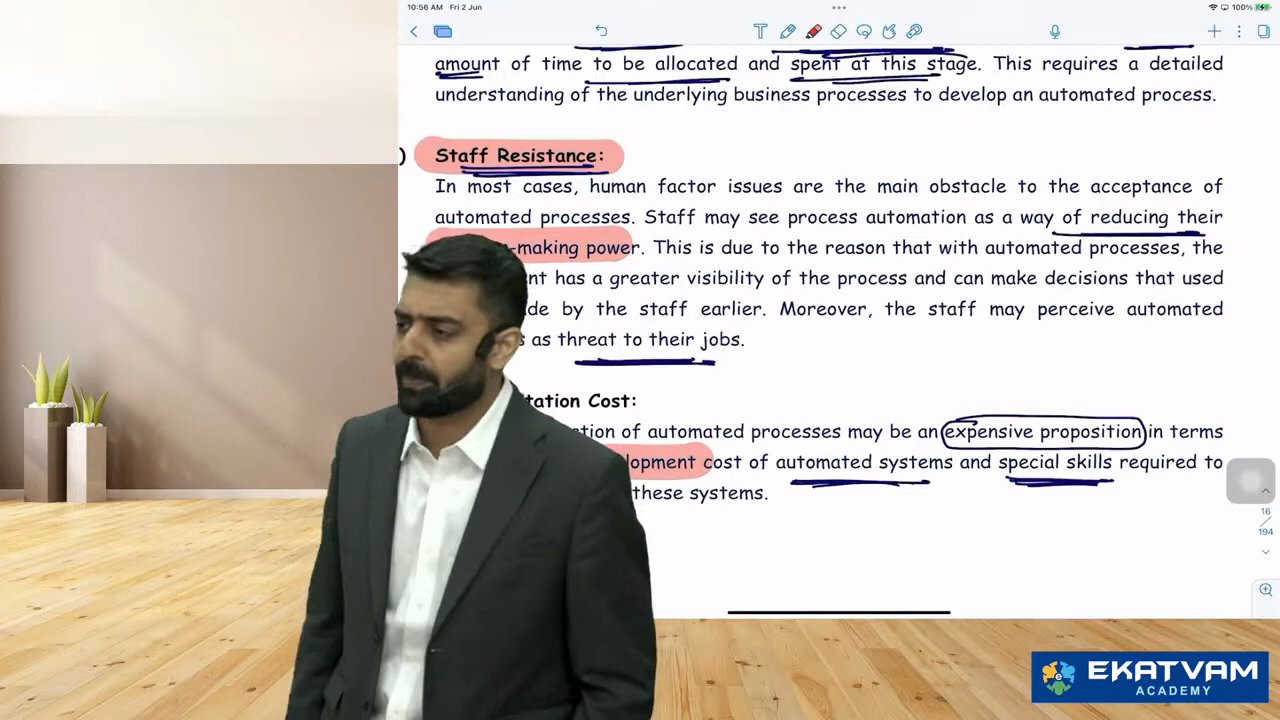 10:56 AM Fri 2 Jun
100%
amount of time to be allocated and spent at this stage. This requires a detailed
understanding of the underlying business processes to develop an automated process.
) Staff Resistance:
In most cases, human factor issues are the main obstacle to the acceptance of
automated processes. Staff may see process automation as a way of reducing their
-making power. This is due to the reason that with automated processes, the
has a greater visibility of the process and can make decisions that used
by the staff earlier. Moreover, the staff may perceive automated
as threat to their jobs.
Cost:
of automated processes may be an expensive proposition in terms
cost of automated systems and special skills required to
these systems.
16
194
EKATVAM
ACADEMY